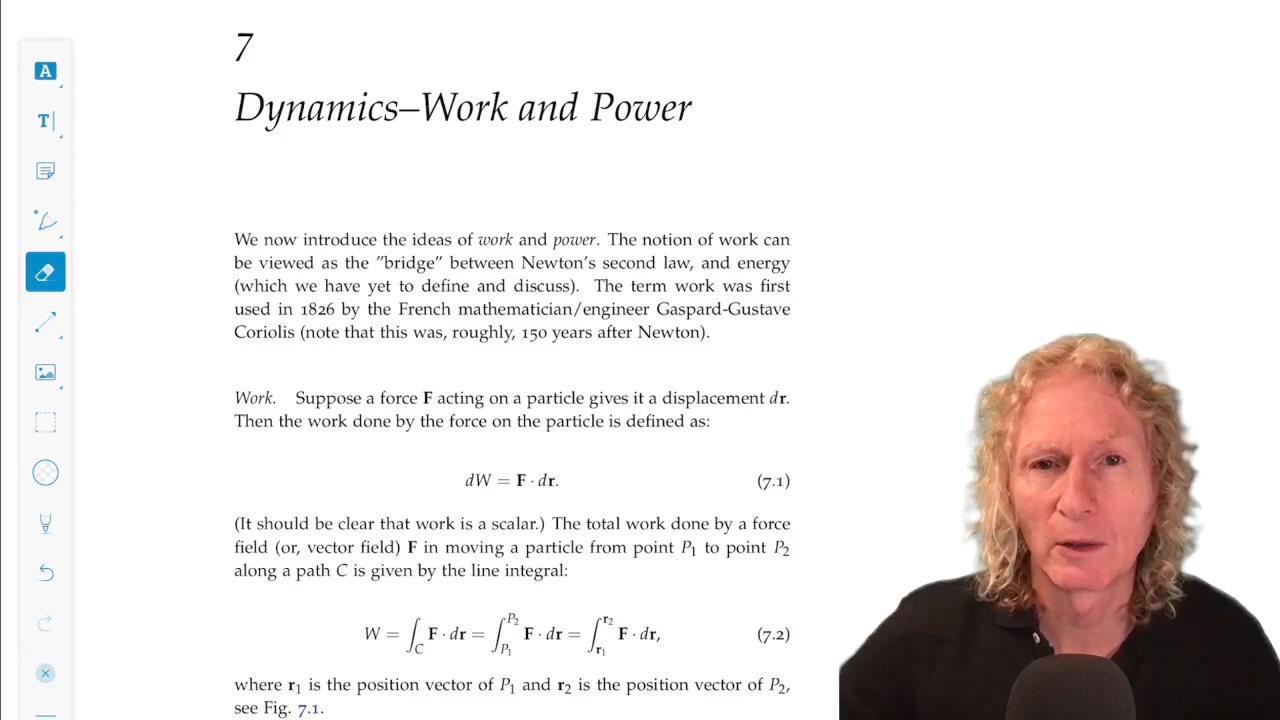 7
Dynamics–Work and Power
We now introduce the ideas of work and power. The notion of work can
be viewed as the ”bridge” between Newton's second law, and energy
(which we have yet to define and discuss). The term work was first
used in 1826 by the French mathematician/engineer Gaspard-Gustave
Coriolis (note that this was, roughly, 150 years after Newton).
Work. Suppose a force F acting on a particle gives it a displacement dr.
Then the work done by the force on the particle is defined as:
dW = F · dr. (7.1)
(It should be clear that work is a scalar.) The total work done by a force
field (or, vector field) F in moving a particle from point P₁ to point P₂
along a path C is given by the line integral:
W = ∫_C F · dr = ∫_{P₁}^{P₂} F · dr = ∫_{r₁}^{r₂} F · dr, (7.2)
where r₁ is the position vector of P₁ and r₂ is the position vector of P₂,
see Fig. 7.1.
A
T